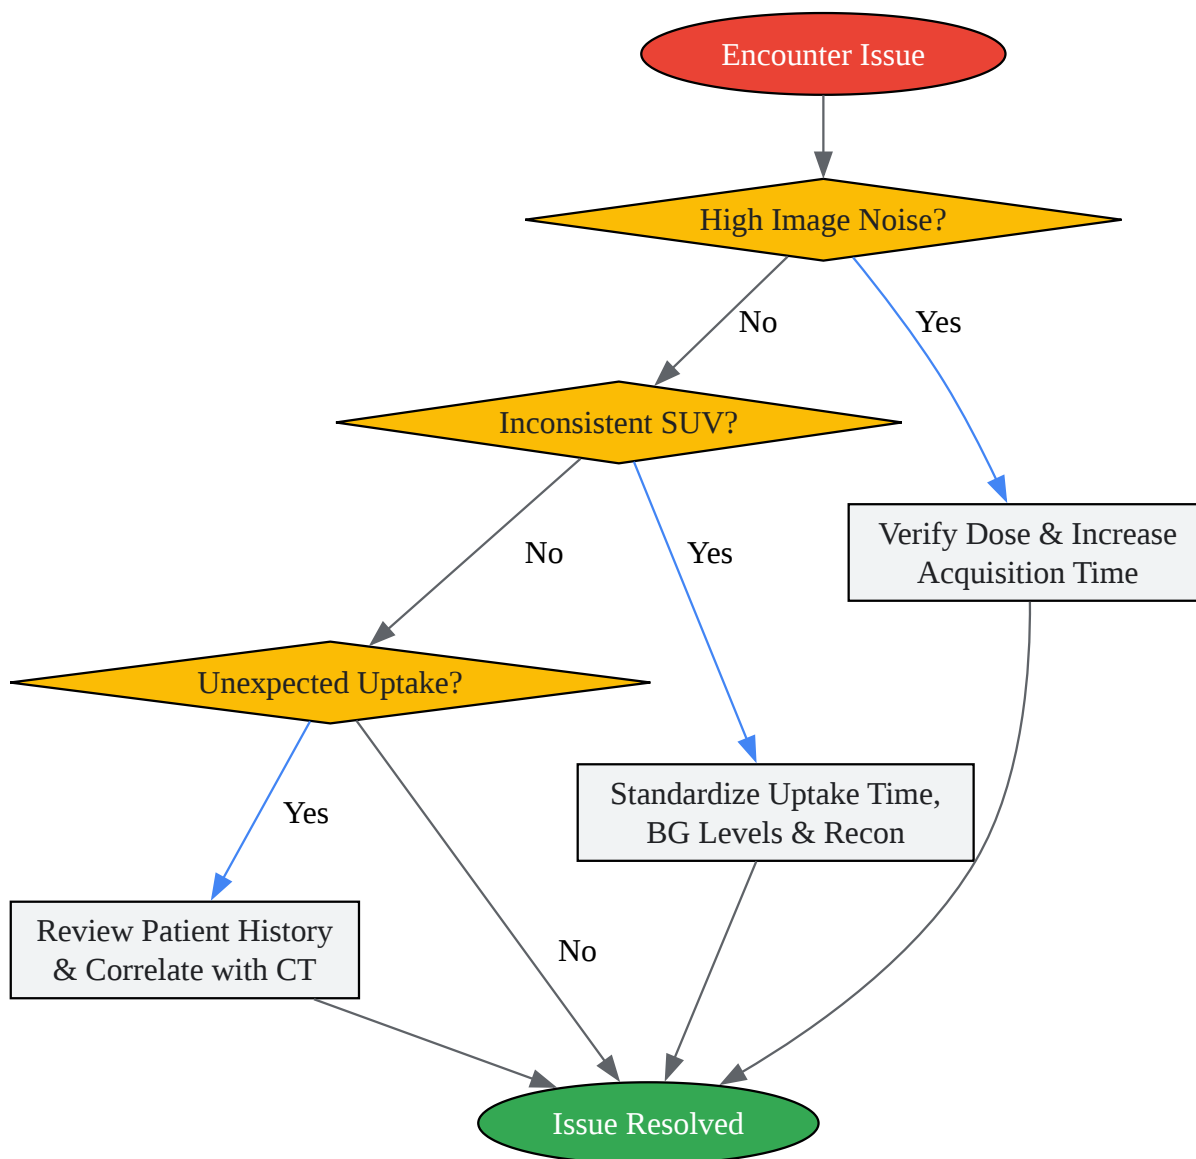 Encounter Issue
High Image Noise?
No
Yes
Inconsistent SUV?
Verify Dose & Increase
Acquisition Time
No
Yes
Unexpected Uptake?
Standardize Uptake Time,
BG Levels & Recon
Yes
Review Patient History
& Correlate with CT
No
Issue Resolved